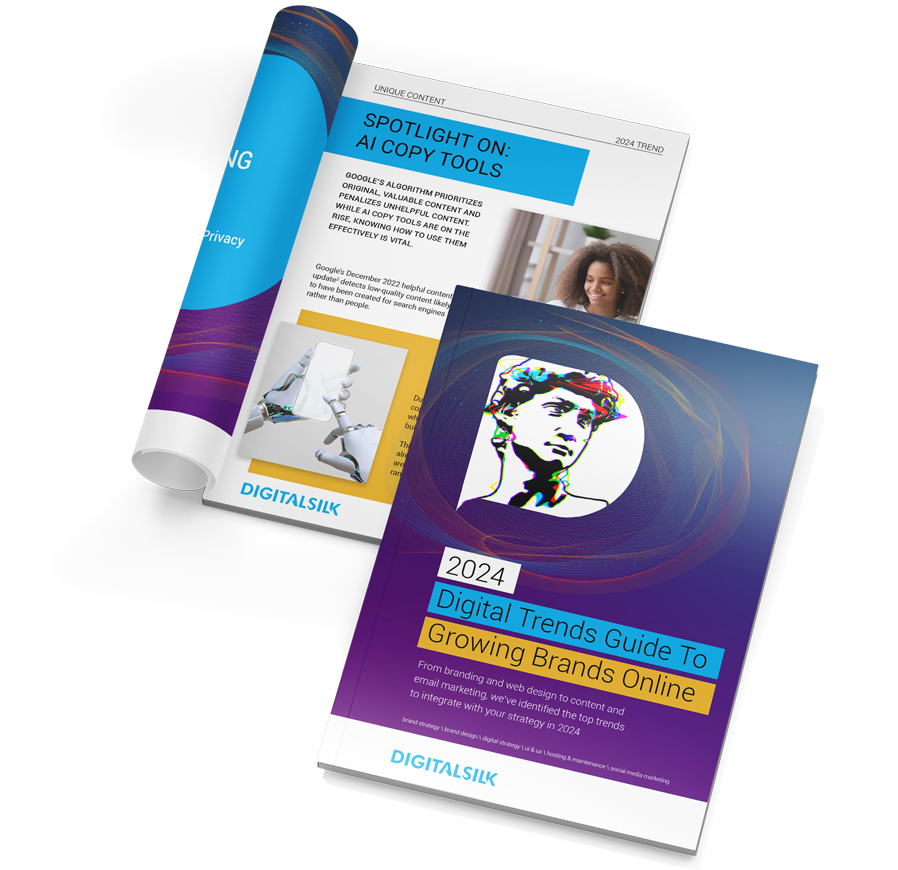 Privacy
UNIQUE CONTENT
2024 TREND
SPOTLIGHT ON:
AI COPY TOOLS
GOOGLE'S ALGORITHM PRIORITIZES
ORIGINAL, VALUABLE CONTENT AND
PENALIZES UNHELPFUL CONTENT.
WHILE AI COPY TOOLS ARE ON THE
RISE, KNOWING HOW TO USE THEM
EFFECTIVELY IS VITAL.
Google's December 2022 helpful content
update² detects low-quality content likely
to have been created for search engines
rather than people.
DIGITALSILK
2024
Digital Trends Guide To
Growing Brands Online
From branding and web design to content and
email marketing, we've identified the top trends
to integrate with your strategy in 2024
brand strategy \ brand design \ digital strategy \ ui & ux \ hosting & maintenance \ social media marketing
DIGITALSILK